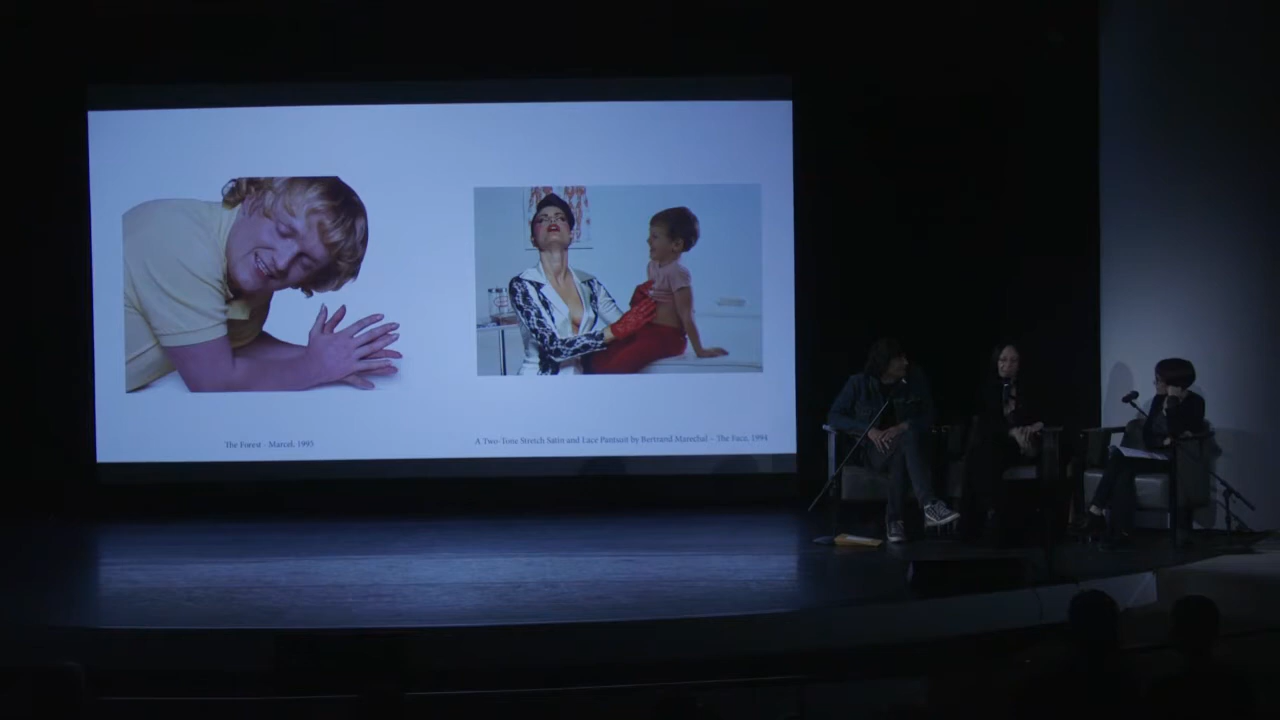 The Forest - Marcel, 1995
A Two-Tone Stretch Satin and Lace Pantsuit by Bertrand Marechal – The Face, 1994